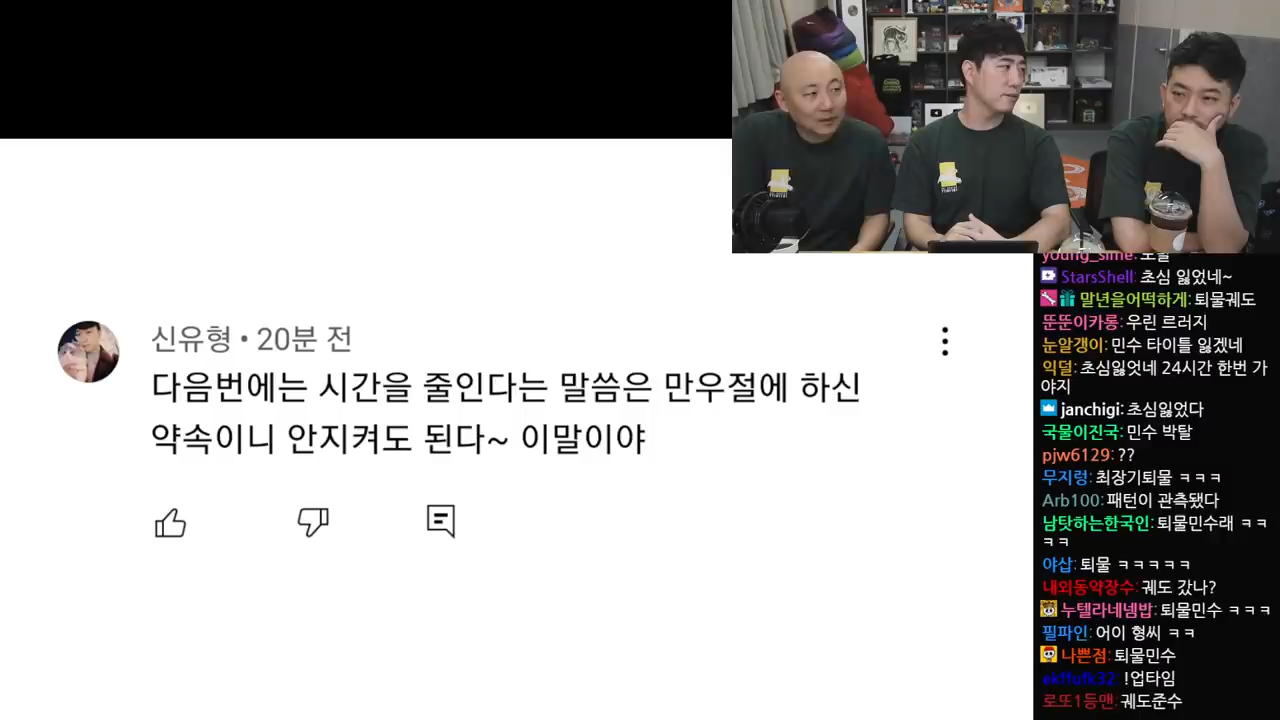 신유형 • 20분 전
다음번에는 시간을 줄인다는 말씀은 만우절에 하신
약속이니 안지켜도 된다~ 이말이야
young_sime: 노잼
StarsShell: 초심 잃었네~
말년을어떡하게: 퇴물궤도
뚠뚠이카롱: 우린 르러지
눈알갱이: 민수 타이틀 잃겠네
익덜: 초심잃엇네 24시간 한번 가
야지
janchigi: 초심잃었다
국물이진국: 민수 박탈
pjw6129: ??
무지렁: 최장기퇴물 ㅋㅋㅋ
Arb100: 패턴이 관측됐다
남탓하는한국인: 퇴물민수래 ㅋㅋ
ㅋㅋ
야삽: 퇴물 ㅋㅋㅋㅋㅋ
내외동약장수: 궤도 갔나?
누텔라네넴밥: 퇴물민수 ㅋㅋㅋ
필파인: 어이 형씨 ㅋㅋ
나쁜점: 퇴물민수
ekffufk32: !업타임
로또1등맨: 궤도준수